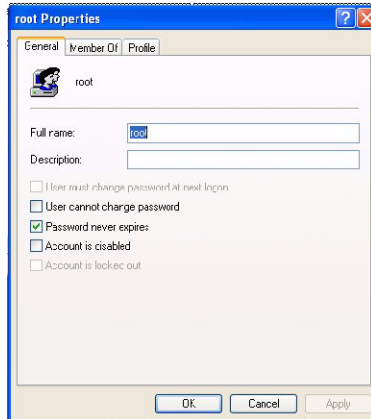 root Properties
General Member Of Profile
root
Full name: root
Description:
User must change password at next logon
User cannot change password
Password never expires
Account is disabled
Account is locked out
OK Cancel Apply